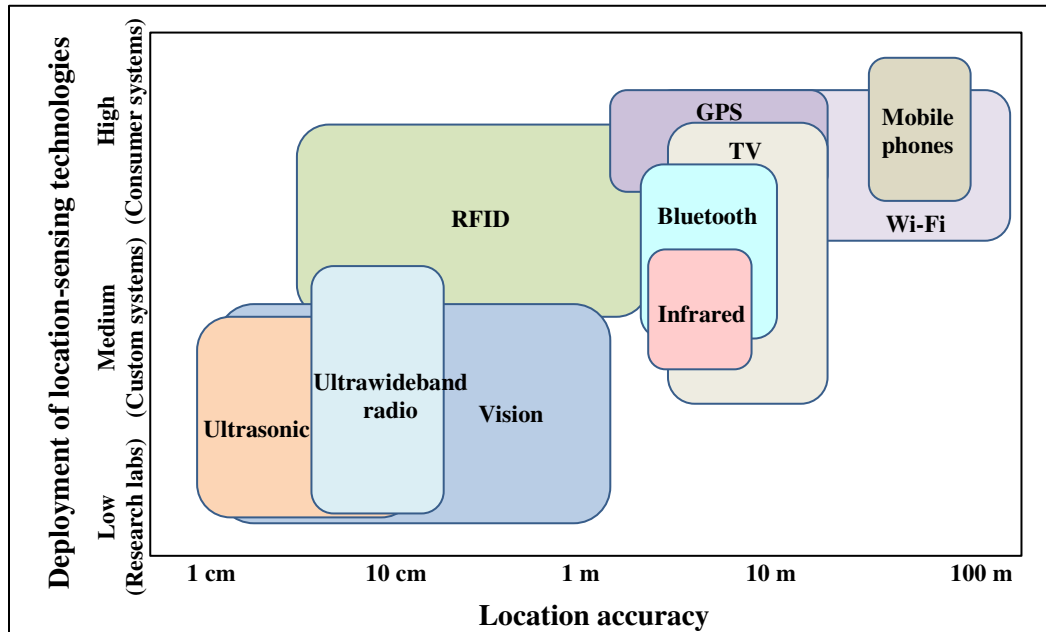 Deployment of location-sensing technologies
High
(Consumer systems)
Medium
(Custom systems)
Low
(Research labs)
GPS
Mobile
phones
TV
RFID
Bluetooth
Wi-Fi
Infrared
Ultrawideband
radio
Vision
Ultrasonic
1 cm
10 cm
1 m
10 m
100 m
Location accuracy